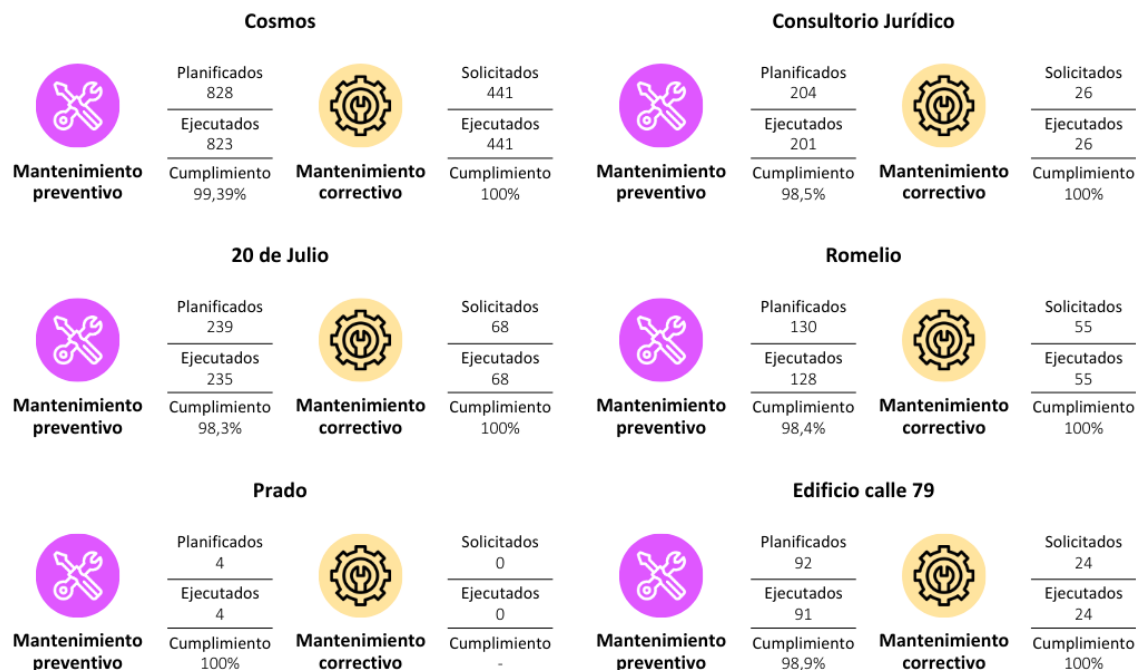 Cosmos
Planificados
828
Ejecutados
823
Cumplimiento
99,39%
Mantenimiento
preventivo
Solicitados
441
Ejecutados
441
Cumplimiento
100%
Mantenimiento
correctivo
Consultorio Jurídico
Planificados
204
Ejecutados
201
Cumplimiento
98,5%
Mantenimiento
preventivo
Solicitados
26
Ejecutados
26
Cumplimiento
100%
Mantenimiento
correctivo
20 de Julio
Planificados
239
Ejecutados
235
Cumplimiento
98,3%
Mantenimiento
preventivo
Solicitados
68
Ejecutados
68
Cumplimiento
100%
Mantenimiento
correctivo
Romelio
Planificados
130
Ejecutados
128
Cumplimiento
98,4%
Mantenimiento
preventivo
Solicitados
55
Ejecutados
55
Cumplimiento
100%
Mantenimiento
correctivo
Prado
Planificados
4
Ejecutados
4
Cumplimiento
100%
Mantenimiento
preventivo
Solicitados
0
Ejecutados
0
Cumplimiento
-
Mantenimiento
correctivo
Edificio calle 79
Planificados
92
Ejecutados
91
Cumplimiento
98,9%
Mantenimiento
preventivo
Solicitados
24
Ejecutados
24
Cumplimiento
100%
Mantenimiento
correctivo